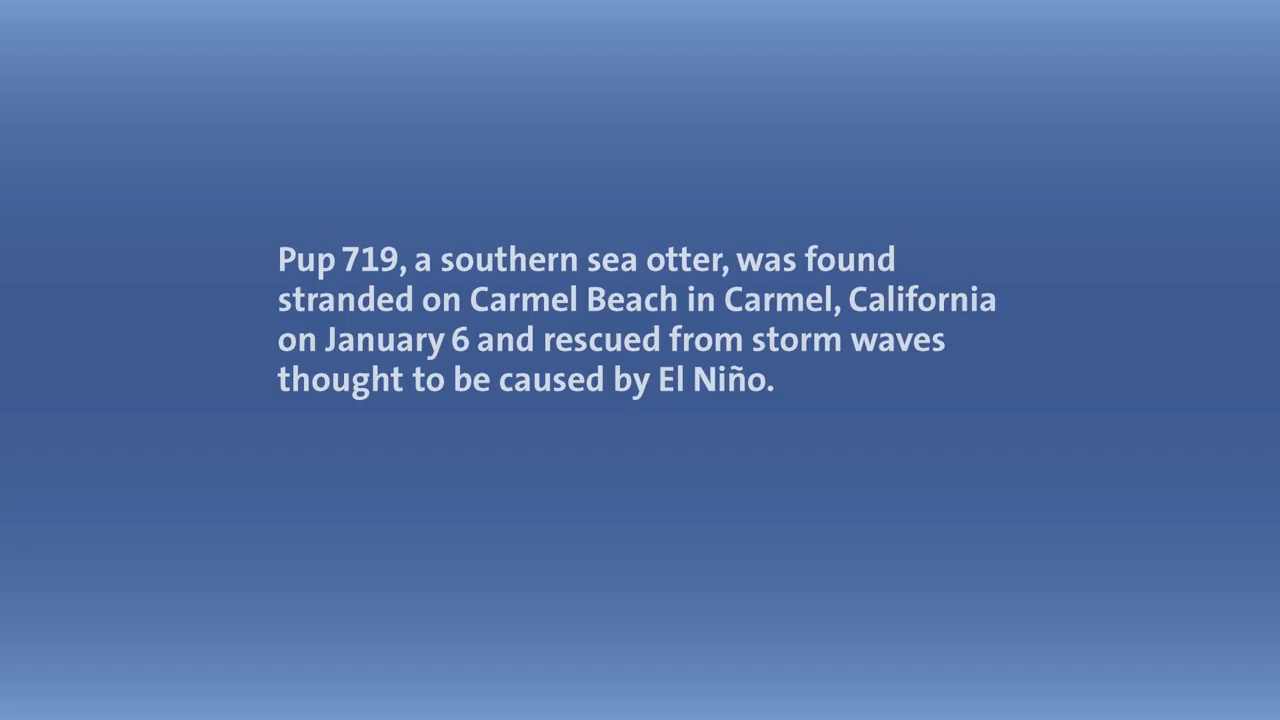 Pup 719, a southern sea otter, was found
stranded on Carmel Beach in Carmel, California
on January 6 and rescued from storm waves
thought to be caused by El Niño.